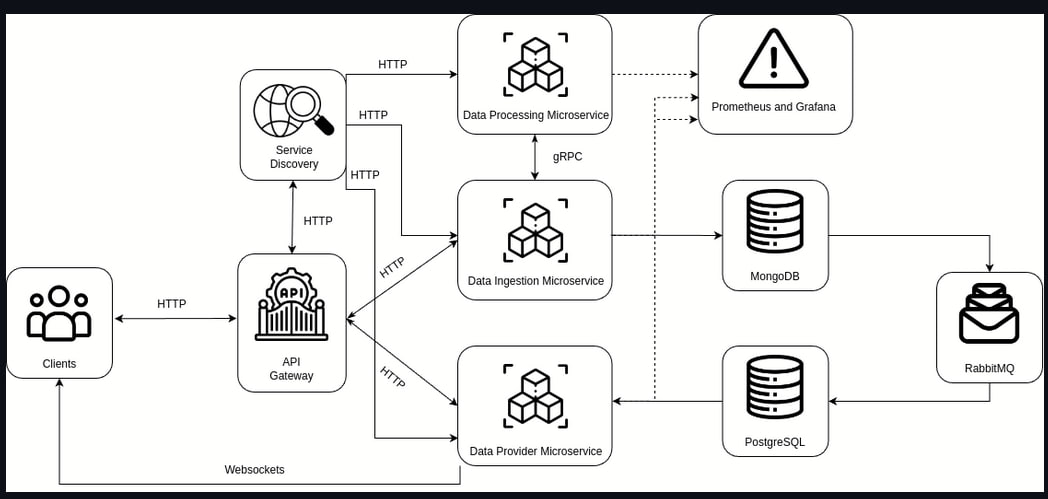 HTTP
Data Processing Microservice
Prometheus and Grafana
HTTP
Service
Discovery
gRPC
HTTP
HTTP
HTTP
Data Ingestion Microservice
MongoDB
API
Clients
HTTP
API
Gateway
HTTP
RabbitMQ
Data Provider Microservice
PostgreSQL
Websockets